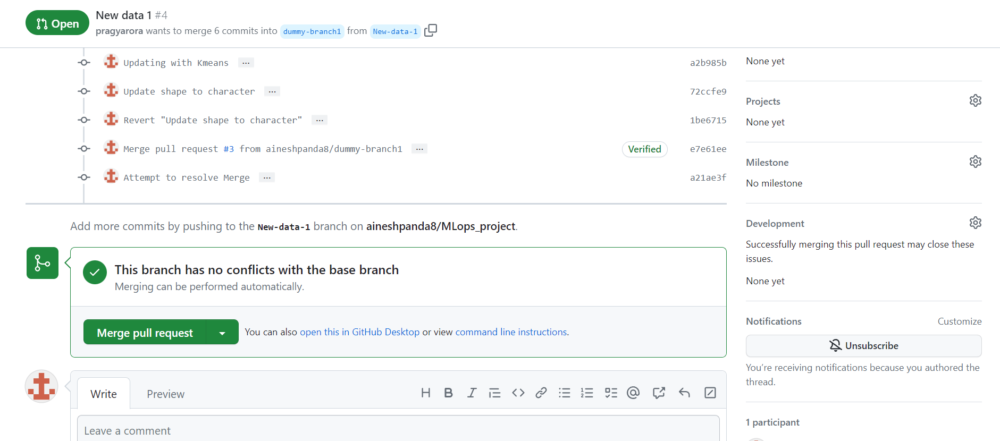 Open
New data 1 #4
pragyarora wants to merge 6 commits into dummy-branch1 from New-data-1
Updating with Kmeans ... a2b985b
Update shape to character ... 72ccfe9
Revert "Update shape to character" ... 1be6715
Merge pull request #3 from aineshpanda8/dummy-branch1 ... Verified e7e61ee
Attempt to resolve Merge ... a21ae3f
Add more commits by pushing to the New-data-1 branch on aineshpanda8/MLops_project.
This branch has no conflicts with the base branch
Merging can be performed automatically.
Merge pull request
You can also open this in GitHub Desktop or view command line instructions.
Write Preview
Leave a comment
None yet
Projects
None yet
Milestone
No milestone
Development
Successfully merging this pull request may close these
issues.
None yet
Notifications Customize
Unsubscribe
You’re receiving notifications because you authored the
thread.
1 participant